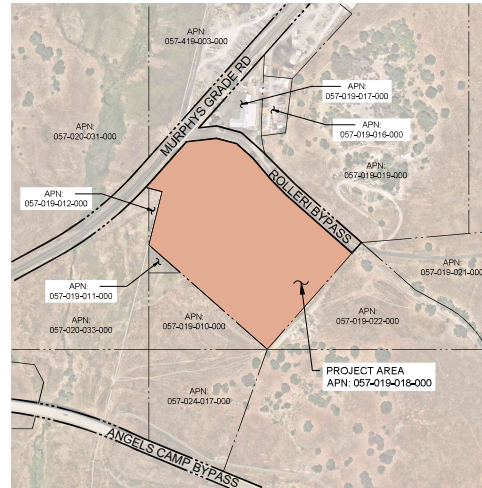 APN:
057-419-003-000
APN:
057-019-017-000
APN:
057-019-016-000
APN:
057-020-031-000
MURPHYS GRADE RD
APN:
057-019-019-000
ROLLERI BYPASS
APN:
057-019-012-000
APN:
057-019-021-000
APN:
057-019-011-000
APN:
057-020-033-000
APN:
057-019-010-000
APN:
057-019-022-000
PROJECT AREA
APN: 057-019-018-000
APN:
057-024-017-000
ANGELS CAMP BYPASS